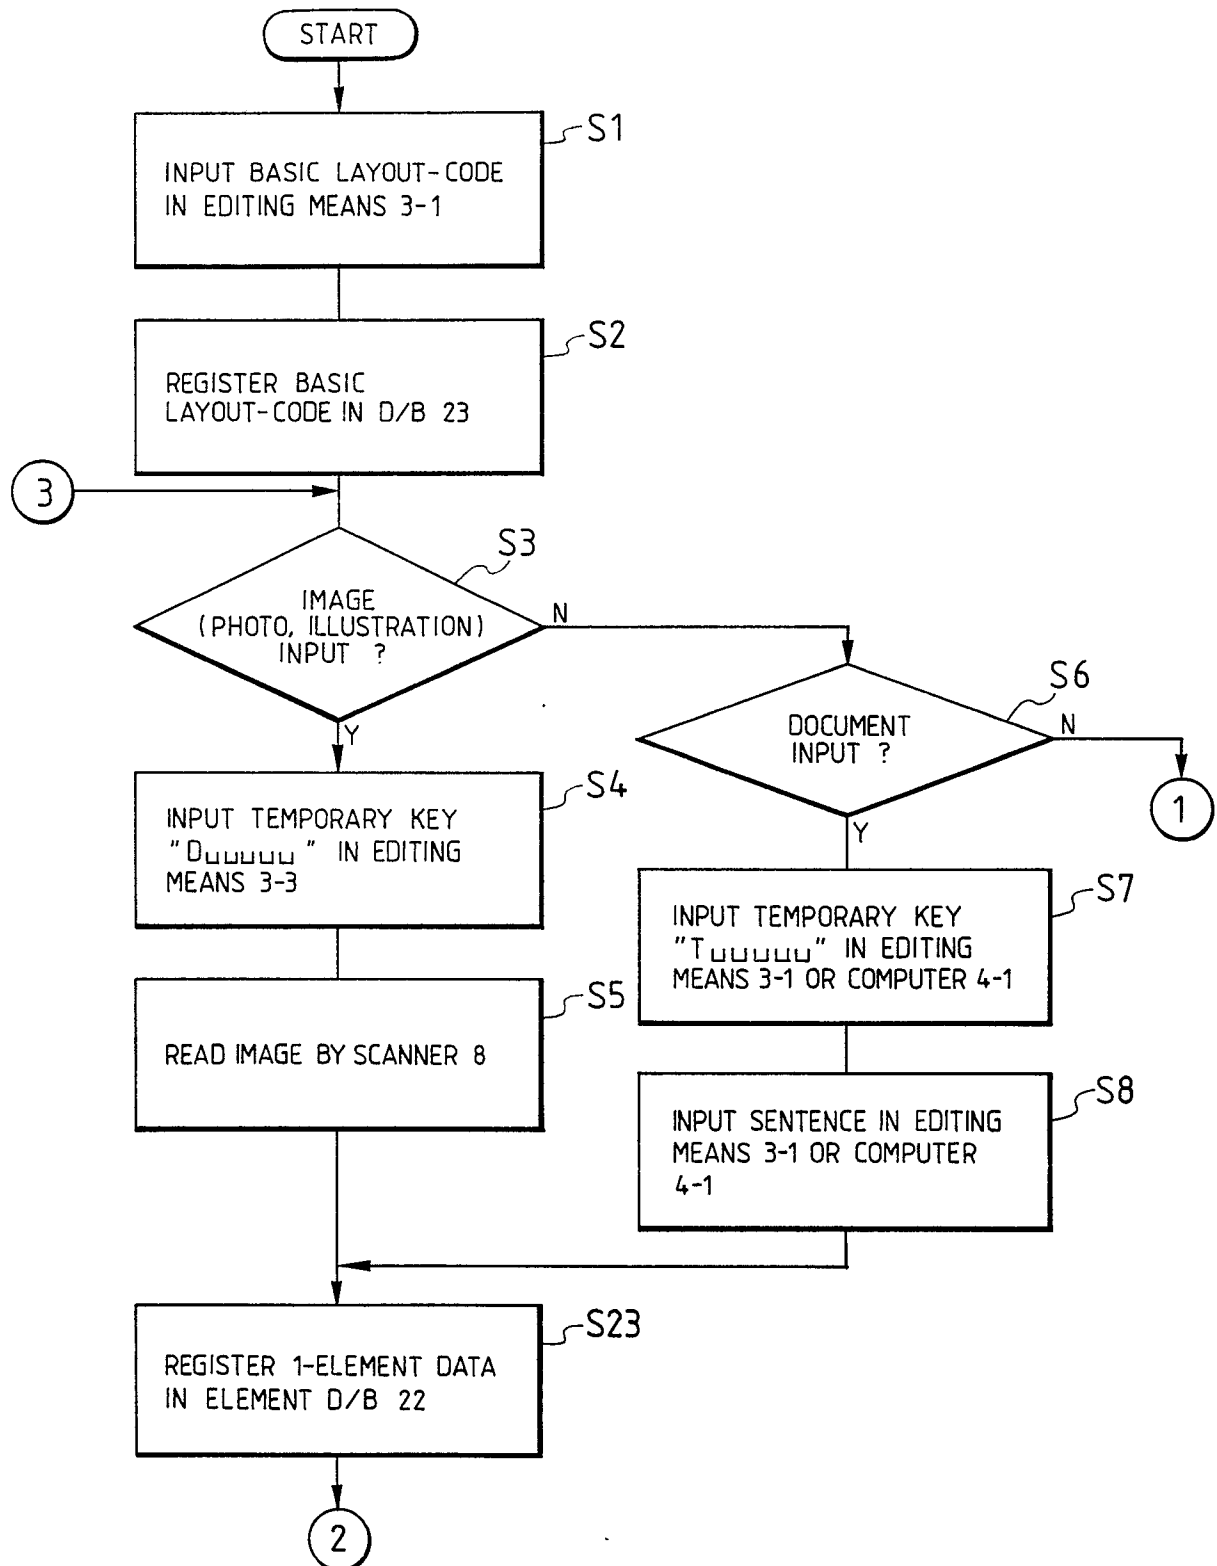 START
S1
INPUT BASIC LAYOUT-CODE
IN EDITING MEANS 3-1
S2
REGISTER BASIC
LAYOUT-CODE IN D/B 23
3
S3
IMAGE
(PHOTO, ILLUSTRATION)
INPUT ?
N
Y
S6
DOCUMENT
INPUT ?
N
1
Y
S4
INPUT TEMPORARY KEY
"D␣␣␣␣␣" IN EDITING
MEANS 3-3
S7
INPUT TEMPORARY KEY
"T␣␣␣␣␣" IN EDITING
MEANS 3-1 OR COMPUTER 4-1
S5
READ IMAGE BY SCANNER 8
S8
INPUT SENTENCE IN EDITING
MEANS 3-1 OR COMPUTER
4-1
S23
REGISTER 1-ELEMENT DATA
IN ELEMENT D/B 22
2